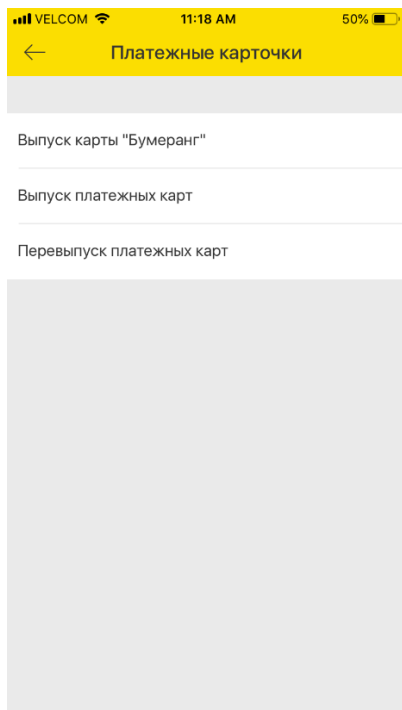 VELCOM 11:18 AM 50%
Платежные карточки
Выпуск карты "Бумеранг"
Выпуск платежных карт
Перевыпуск платежных карт